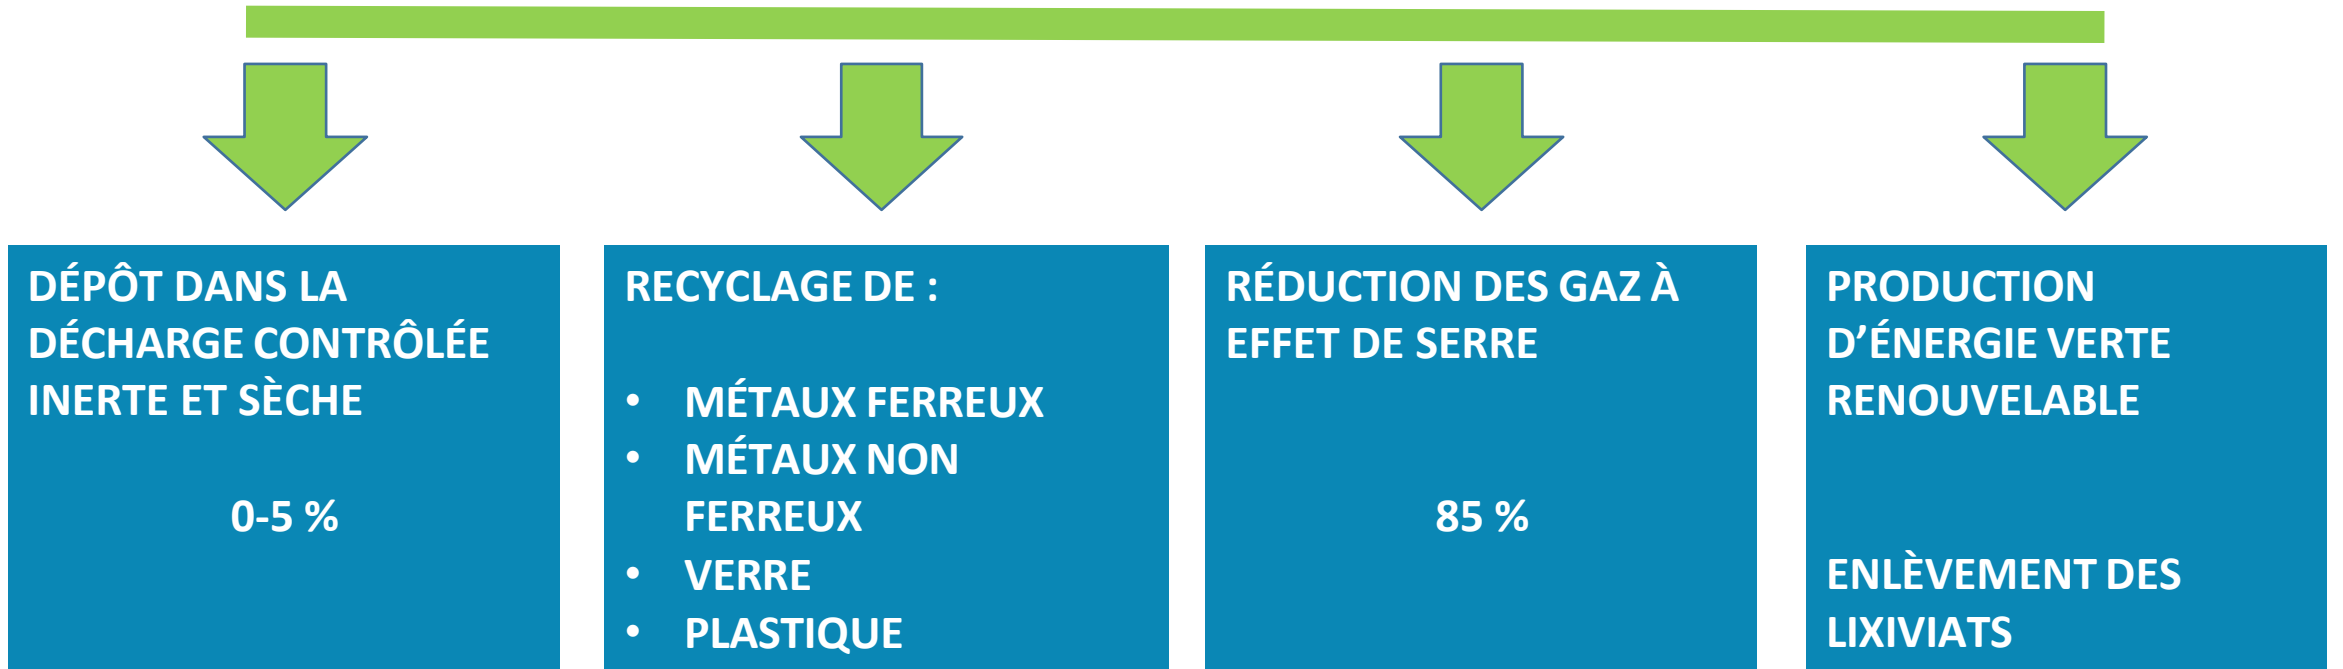 DÉPÔT DANS LA
DÉCHARGE CONTRÔLÉE
INERTE ET SÈCHE
0-5 %
RECYCLAGE DE :
• MÉTAUX FERREUX
• MÉTAUX NON
FERREUX
• VERRE
• PLASTIQUE
RÉDUCTION DES GAZ À
EFFET DE SERRE
85 %
PRODUCTION
D’ÉNERGIE VERTE
RENOUVELABLE
ENLÈVEMENT DES
LIXIVIATS